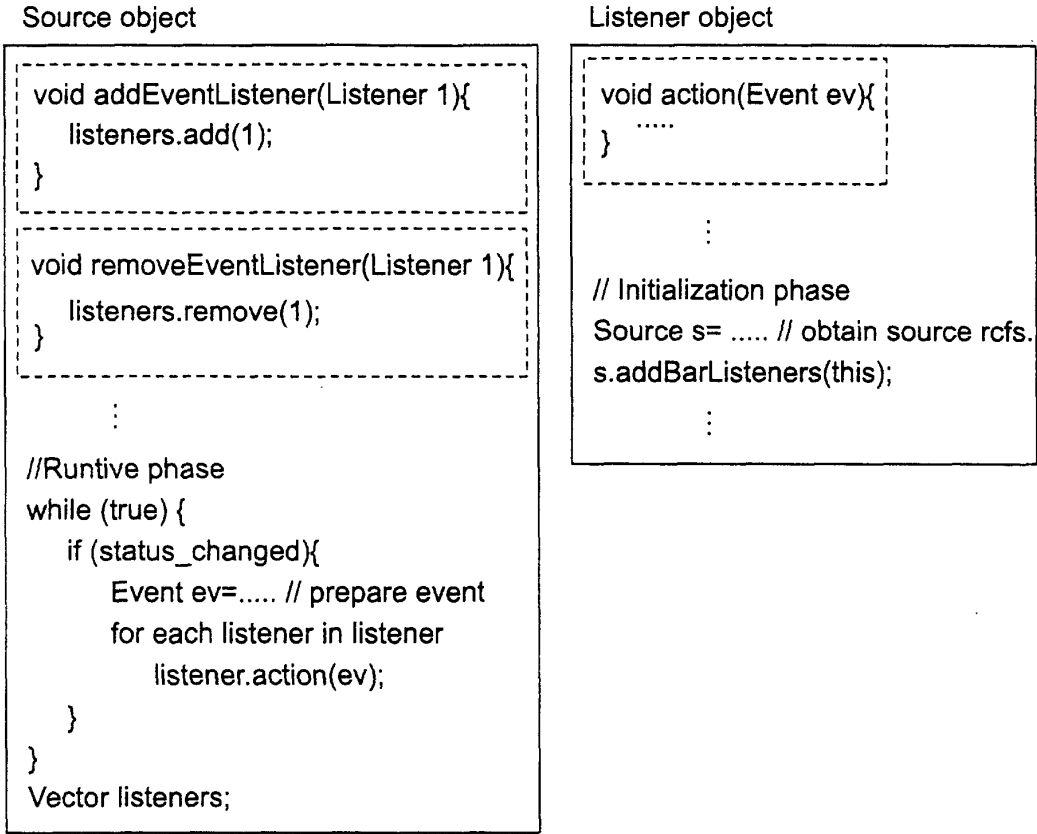 Source object
void addEventListener(Listener 1){
listeners.add(1);
}
void removeEventListener(Listener 1){
listeners.remove(1);
}
//Runtive phase
while (true) {
if (status_changed){
Event ev=..... // prepare event
for each listener in listener
listener.action(ev);
}
}
Vector listeners;
Listener object
void action(Event ev){
.....
}
// Initialization phase
Source s= ..... // obtain source rcfs.
s.addBarListeners(this);